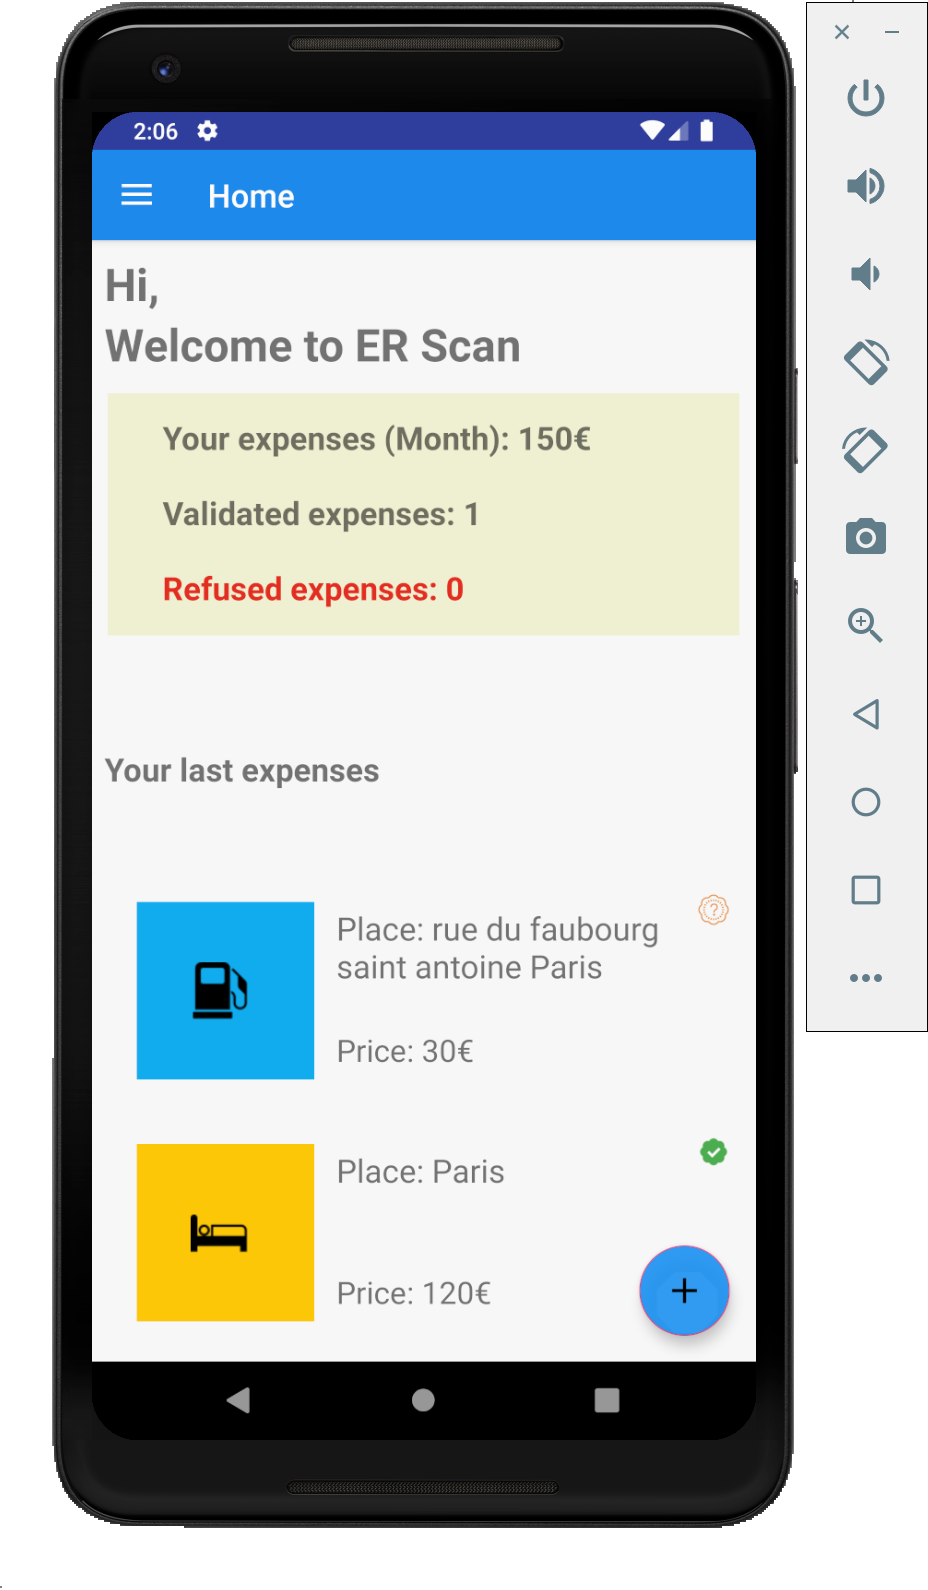 2:06
Home
Hi,
Welcome to ER Scan
Your expenses (Month): 150€
Validated expenses: 1
Refused expenses: 0
Your last expenses
Place: rue du faubourg
saint antoine Paris
?
Price: 30€
Place: Paris
Price: 120€
+